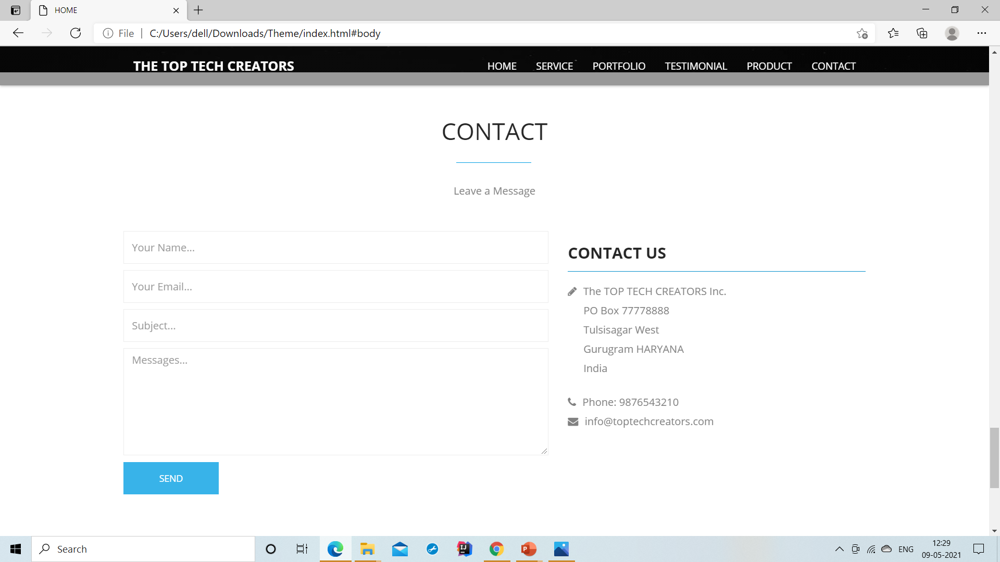 HOME
File
C:/Users/dell/Downloads/Theme/index.html#body
THE TOP TECH CREATORS
HOME SERVICE PORTFOLIO TESTIMONIAL PRODUCT CONTACT
CONTACT
Leave a Message
Your Name...
Your Email...
Subject...
Messages...
SEND
CONTACT US
The TOP TECH CREATORS Inc.
PO Box 77778888
Tulsisagar West
Gurugram HARYANA
India
Phone: 9876543210
info@toptechcreators.com
Search
ENG
12:29
09-05-2021